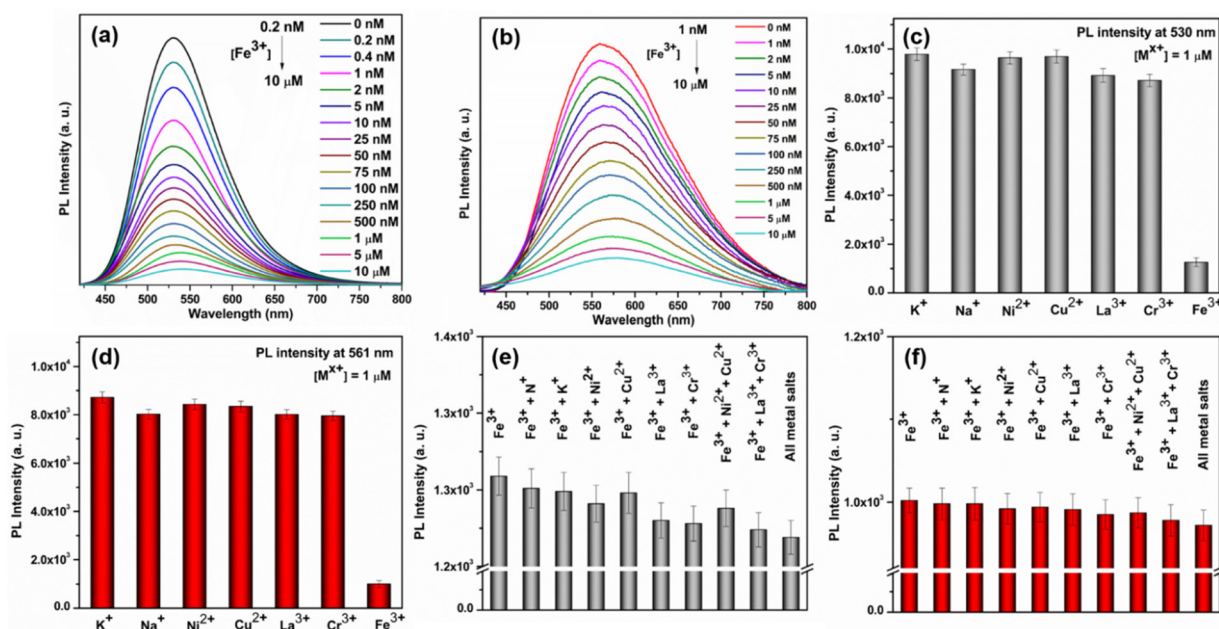 (a)
0.2 nM
[Fe3+]
10 μM
0 nM
0.2 nM
0.4 nM
1 nM
2 nM
5 nM
10 nM
25 nM
50 nM
75 nM
100 nM
250 nM
500 nM
1 μM
5 μM
10 μM
PL Intensity (a. u.)
450 500 550 600 650 700 750 800
Wavelength (nm)
(b)
1 nM
[Fe3+]
10 μM
0 nM
1 nM
2 nM
5 nM
10 nM
25 nM
50 nM
75 nM
100 nM
250 nM
500 nM
1 μM
5 μM
10 μM
PL Intensity (a. u.)
450 500 550 600 650 700 750 800
Wavelength (nm)
(c)
PL intensity at 530 nm
[Mx+] = 1 μM
PL Intensity (a. u.)
1.0x10⁴
8.0x10³
6.0x10³
4.0x10³
2.0x10³
0.0
K+ Na+ Ni2+ Cu2+ La3+ Cr3+ Fe3+
(d)
PL intensity at 561 nm
[Mx+] = 1 μM
PL Intensity (a. u.)
1.0x10⁴
8.0x10³
6.0x10³
4.0x10³
2.0x10³
0.0
K+ Na+ Ni2+ Cu2+ La3+ Cr3+ Fe3+
(e)
PL Intensity (a. u.)
1.4x10³
1.3x10³
1.3x10³
1.2x10³
0.0
Fe3+
Fe3+ + N+
Fe3+ + K+
Fe3+ + Ni2+
Fe3+ + Cu2+
Fe3+ + La3+
Fe3+ + Cr3+
Fe3+ + Ni2+ + Cu2+
Fe3+ + La3+ + Cr3+
All metal salts
(f)
PL Intensity (a. u.)
1.2x10³
1.0x10³
0.0
Fe3+
Fe3+ + N+
Fe3+ + K+
Fe3+ + Ni2+
Fe3+ + Cu2+
Fe3+ + La3+
Fe3+ + Cr3+
Fe3+ + Ni2+ + Cu2+
Fe3+ + La3+ + Cr3+
All metal salts